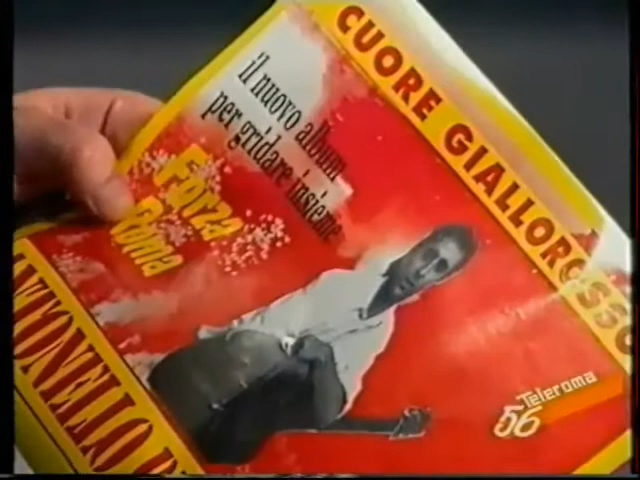 CUORE GIALLOROSSO
il nuovo album
per gridare insieme
Forza
Roma
ANTONELLO
Teleroma
56